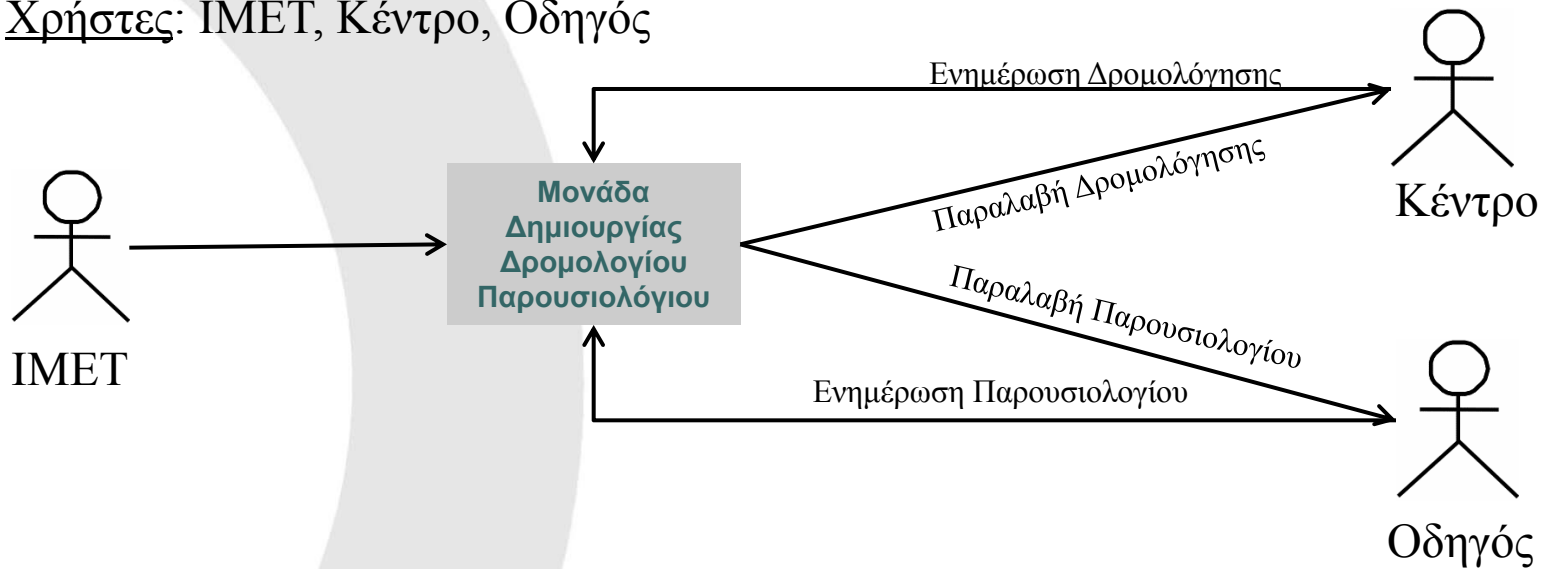 Χρήστες: ΙΜΕΤ, Κέντρο, Οδηγός
Ενημέρωση Δρομολόγησης
Παραλαβή Δρομολόγησης
Κέντρο
Μονάδα
Δημιουργίας
Δρομολογίου
Παρουσιολόγιου
ΙΜΕΤ
Παραλαβή Παρουσιολογίου
Ενημέρωση Παρουσιολογίου
Οδηγός